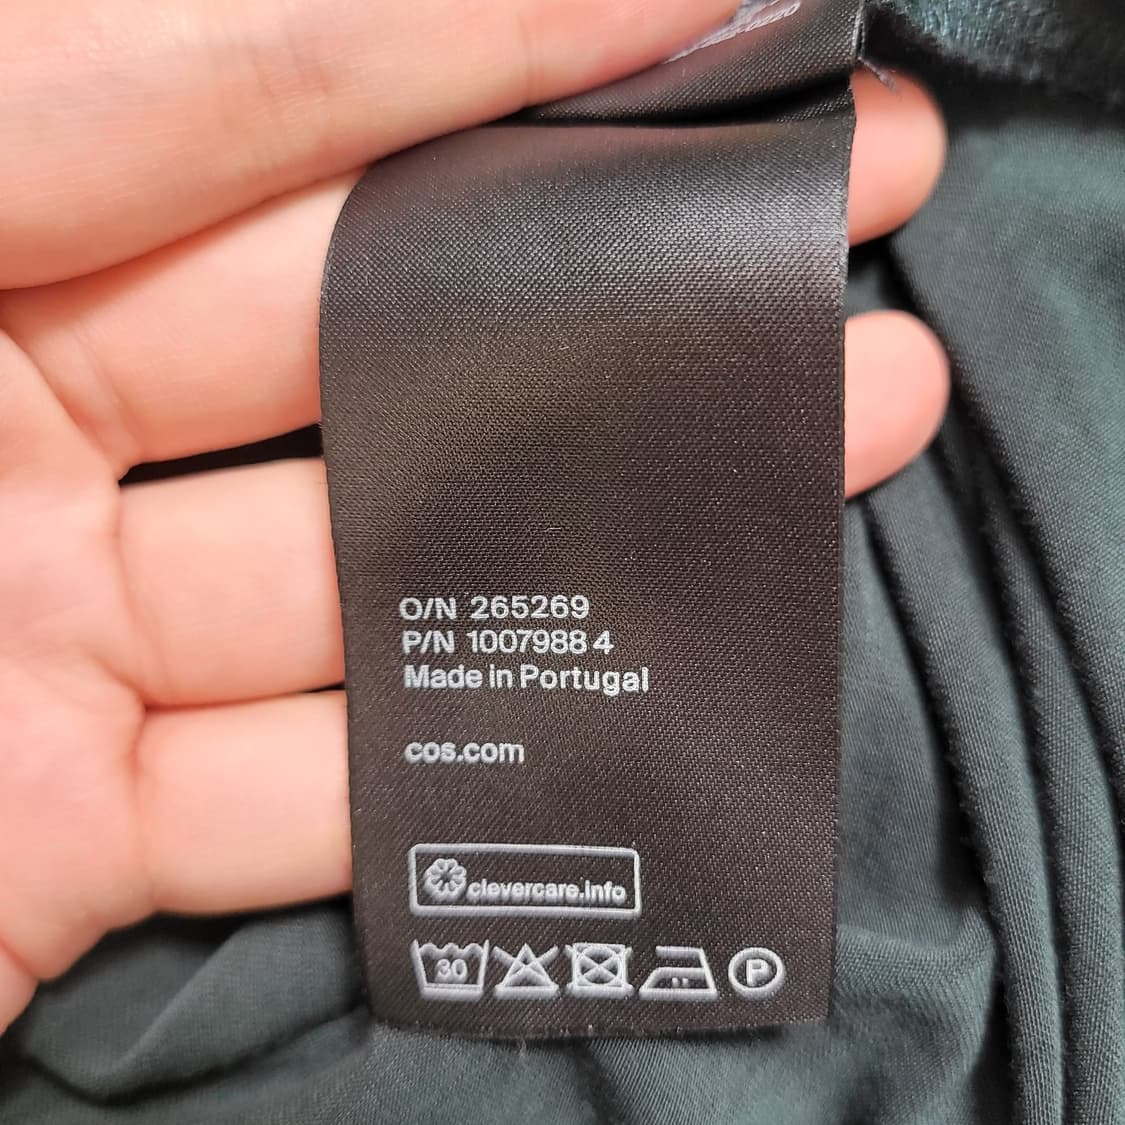 O/N 265269
P/N 1007988 4
Made in Portugal
cos.com
clevercare.info
30
P